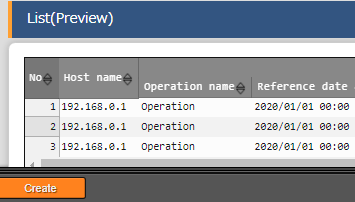 List(Preview)
No Host name Operation name Reference date
1 192.168.0.1 Operation 2020/01/01 00:00
2 192.168.0.1 Operation 2020/01/01 00:00
3 192.168.0.1 Operation 2020/01/01 00:00
Create